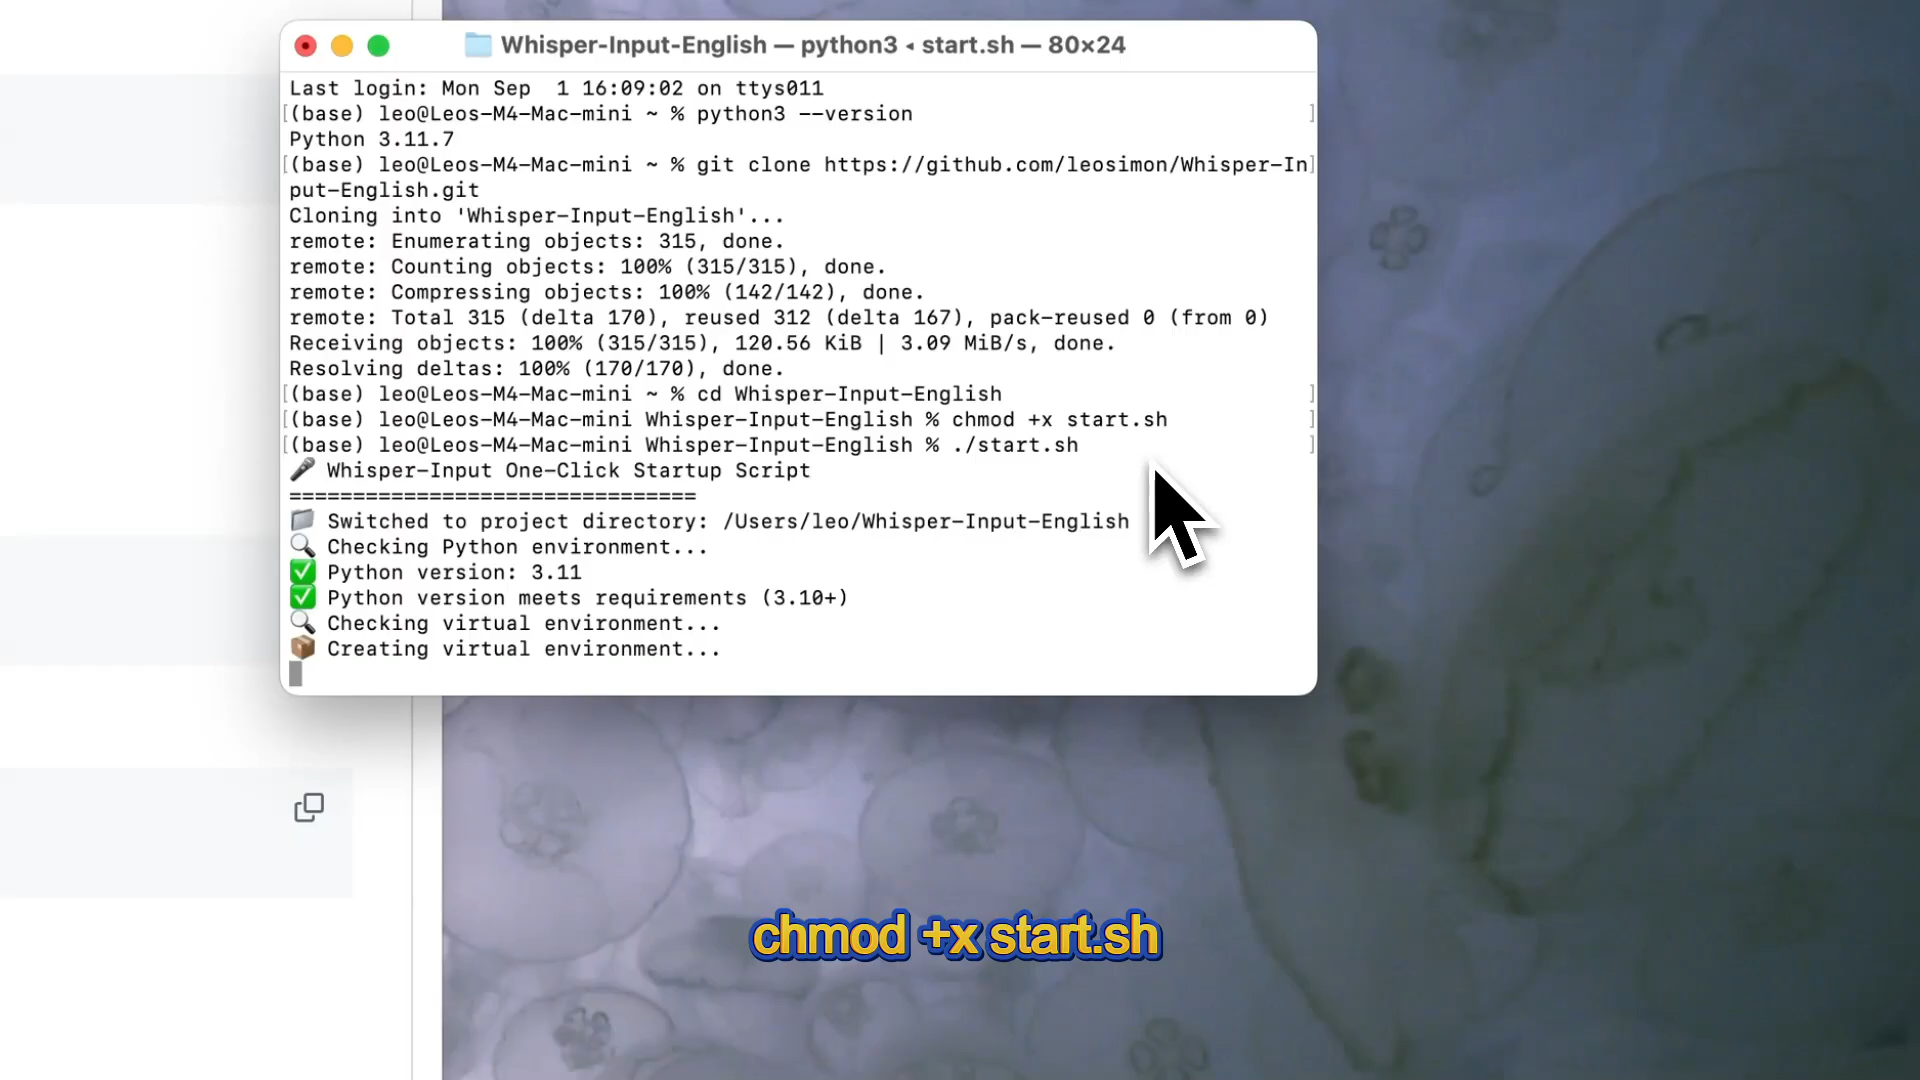 Whisper-Input-English — python3 ◂ start.sh — 80×24
Last login: Mon Sep  1 16:09:02 on ttys011
[(base) leo@Leos-M4-Mac-mini ~ % python3 --version ]
Python 3.11.7
[(base) leo@Leos-M4-Mac-mini ~ % git clone https://github.com/leosimon/Whisper-In]
put-English.git
Cloning into 'Whisper-Input-English'...
remote: Enumerating objects: 315, done.
remote: Counting objects: 100% (315/315), done.
remote: Compressing objects: 100% (142/142), done.
remote: Total 315 (delta 170), reused 312 (delta 167), pack-reused 0 (from 0)
Receiving objects: 100% (315/315), 120.56 KiB | 3.09 MiB/s, done.
Resolving deltas: 100% (170/170), done.
[(base) leo@Leos-M4-Mac-mini ~ % cd Whisper-Input-English ]
[(base) leo@Leos-M4-Mac-mini Whisper-Input-English % chmod +x start.sh ]
[(base) leo@Leos-M4-Mac-mini Whisper-Input-English % ./start.sh ]
🎤 Whisper-Input One-Click Startup Script
================================
📁 Switched to project directory: /Users/leo/Whisper-Input-English
🔍 Checking Python environment...
✅ Python version: 3.11
✅ Python version meets requirements (3.10+)
🔍 Checking virtual environment...
📦 Creating virtual environment...
chmod +x start.sh